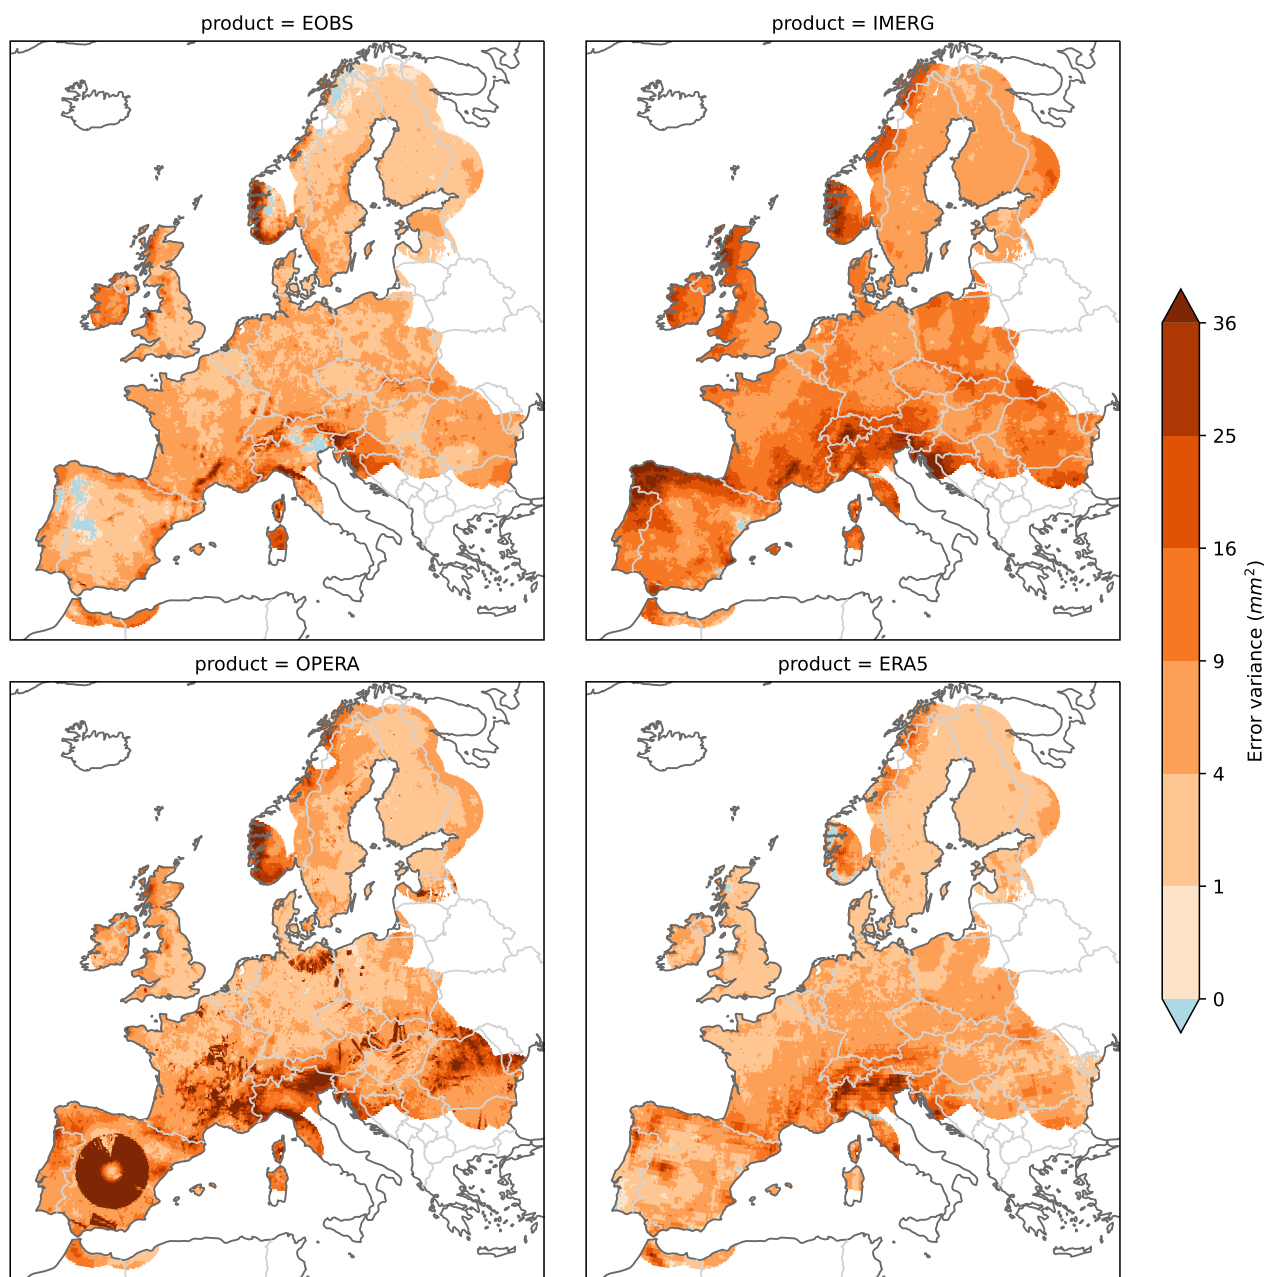 product = EOBS
product = IMERG
product = OPERA
product = ERA5
36
25
16
9
4
1
0
Error variance (mm²)